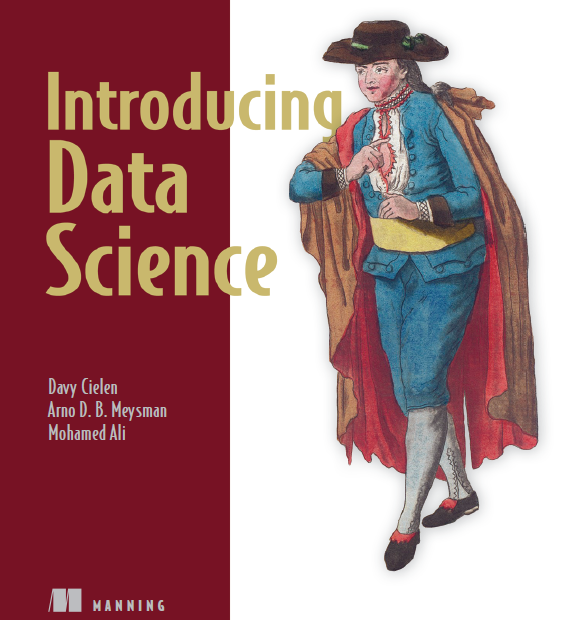 Introducing
Data
Science
Davy Cielen
Arno D. B. Meysman
Mohamed Ali
MANNING